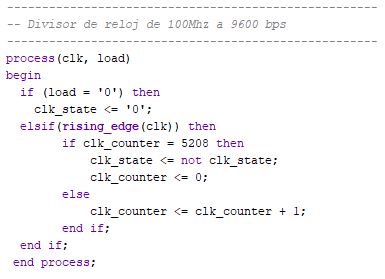 ------------------------------------------------------
-- Divisor de reloj de 100Mhz a 9600 bps
------------------------------------------------------
process(clk, load)
begin
  if (load = '0') then
    clk_state <= '0';
  elsif(rising_edge(clk)) then
        if clk_counter = 5208 then
            clk_state <= not clk_state;
            clk_counter <= 0;
        else
            clk_counter <= clk_counter + 1;
        end if;
  end if;
 end process;